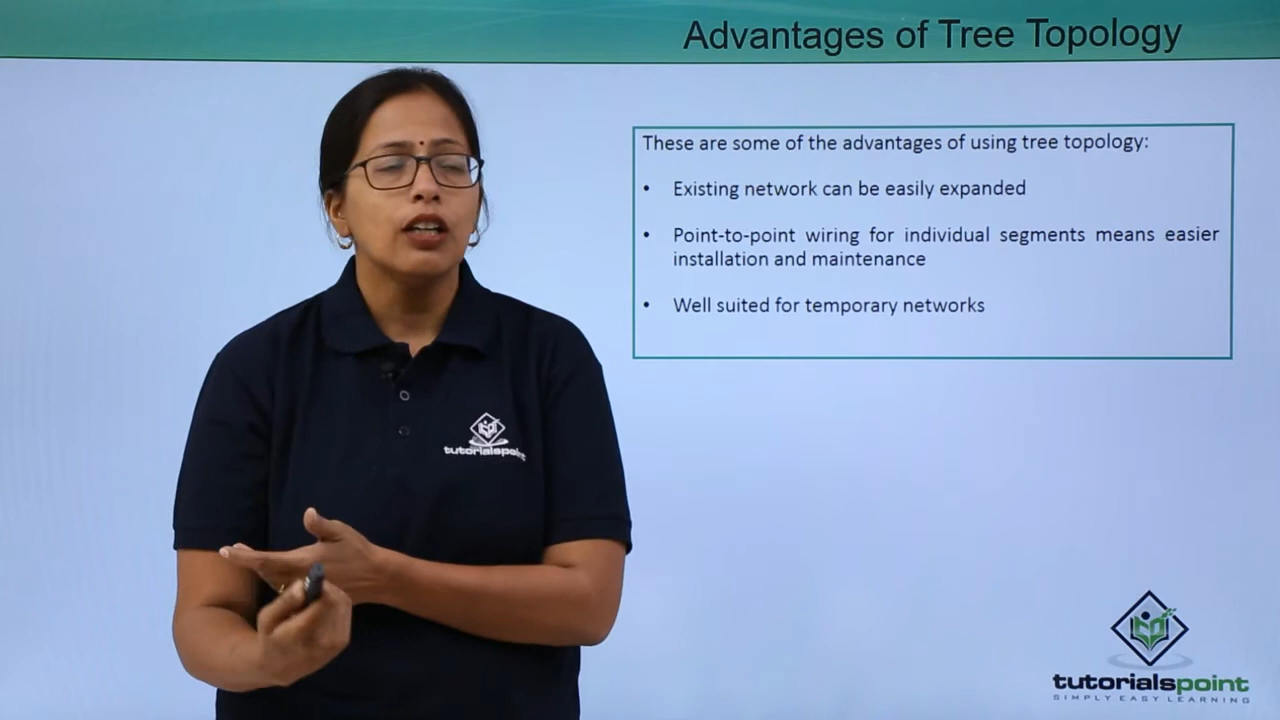 Advantages of Tree Topology
These are some of the advantages of using tree topology:
• Existing network can be easily expanded
• Point-to-point wiring for individual segments means easier
installation and maintenance
• Well suited for temporary networks
tutorialspoint
tutorialspoint
SIMPLY EASY LEARNING